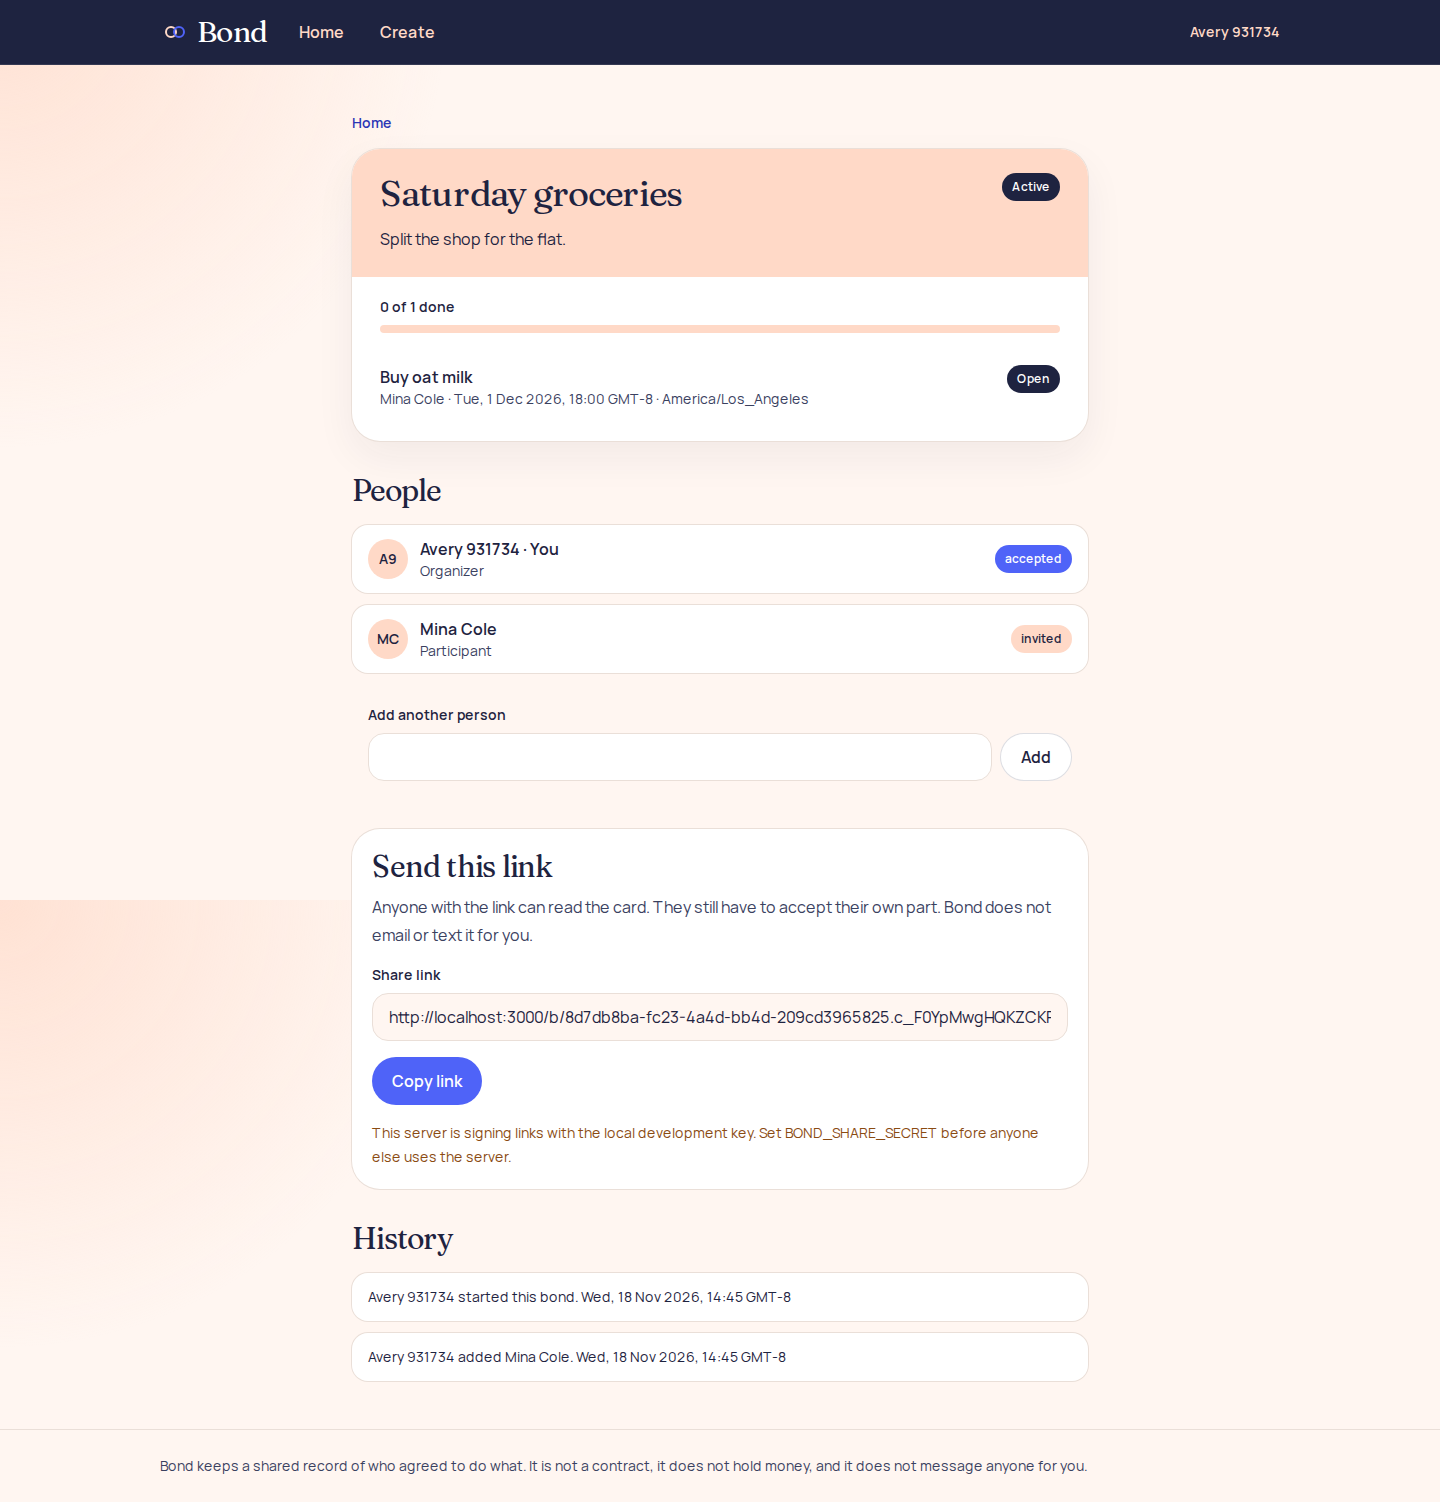 Bond
Home
Create
Avery 931734
Home
Saturday groceries
Active
Split the shop for the flat.
0 of 1 done
Buy oat milk
Open
Mina Cole · Tue, 1 Dec 2026, 18:00 GMT-8 · America/Los_Angeles
People
A9
Avery 931734 · You
Organizer
accepted
MC
Mina Cole
Participant
invited
Add another person
Add
Send this link
Anyone with the link can read the card. They still have to accept their own part. Bond does not
email or text it for you.
Share link
http://localhost:3000/b/8d7db8ba-fc23-4a4d-bb4d-209cd3965825.c_F0YpMwgHQKZCKF
Copy link
This server is signing links with the local development key. Set BOND_SHARE_SECRET before anyone
else uses the server.
History
Avery 931734 started this bond. Wed, 18 Nov 2026, 14:45 GMT-8
Avery 931734 added Mina Cole. Wed, 18 Nov 2026, 14:45 GMT-8
Bond keeps a shared record of who agreed to do what. It is not a contract, it does not hold money, and it does not message anyone for you.